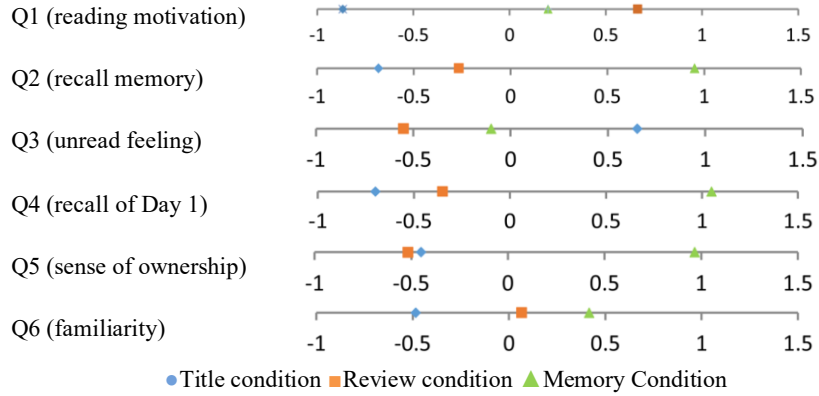 Q1 (reading motivation)
-1 -0.5 0 0.5 1 1.5
Q2 (recall memory)
-1 -0.5 0 0.5 1 1.5
Q3 (unread feeling)
-1 -0.5 0 0.5 1 1.5
Q4 (recall of Day 1)
-1 -0.5 0 0.5 1 1.5
Q5 (sense of ownership)
-1 -0.5 0 0.5 1 1.5
Q6 (familiarity)
-1 -0.5 0 0.5 1 1.5
Title condition Review condition Memory Condition